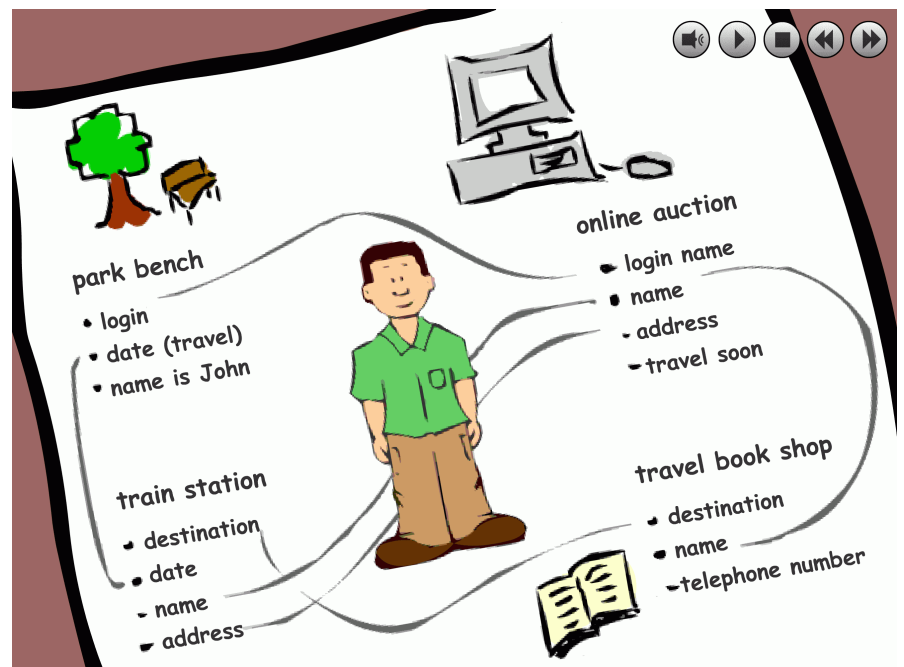 park bench
login
date (travel)
name is John
online auction
login name
name
address
travel soon
train station
destination
date
name
address
travel book shop
destination
name
telephone number